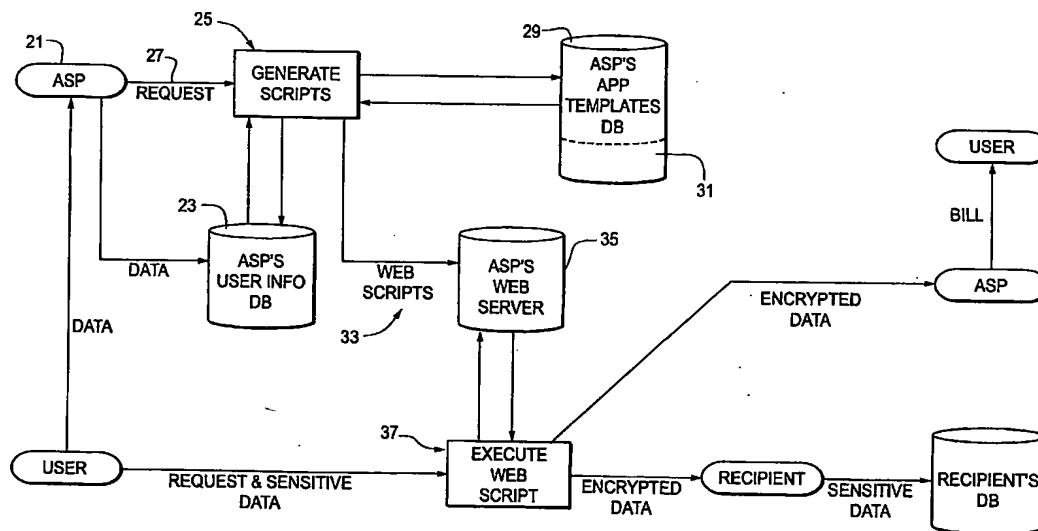 21
ASP
27
REQUEST
25
GENERATE
SCRIPTS
29
ASP'S
APP
TEMPLATES
DB
31
USER
BILL
ASP
23
ASP'S
USER INFO
DB
DATA
DATA
WEB
SCRIPTS
33
35
ASP'S
WEB
SERVER
ENCRYPTED
DATA
37
USER
REQUEST & SENSITIVE
DATA
EXECUTE
WEB
SCRIPT
ENCRYPTED
DATA
RECIPIENT
SENSITIVE
DATA
RECIPIENT'S
DB